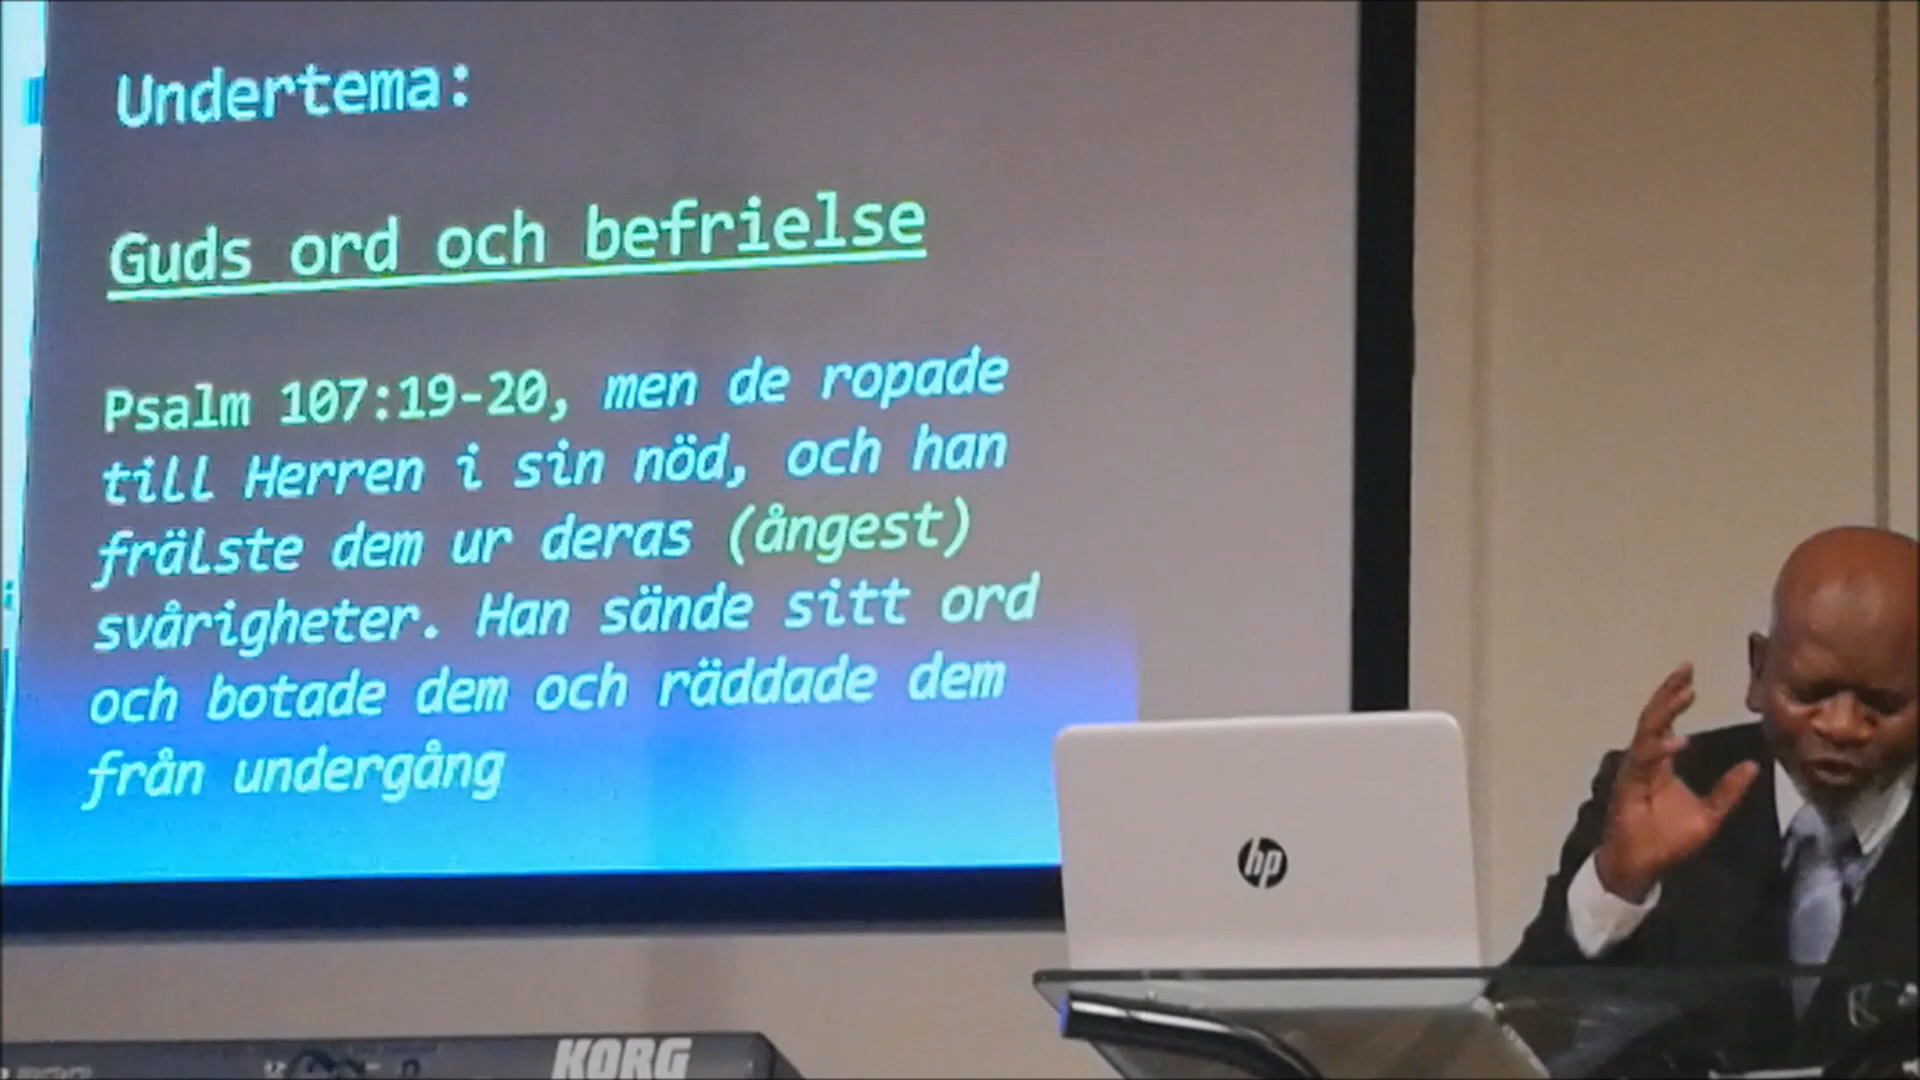 Undertema:
Guds ord och befrielse
Psalm 107:19-20, men de ropade
till Herren i sin nöd, och han
frälste dem ur deras (ångest)
svårigheter. Han sände sitt ord
och botade dem och räddade dem
från undergång
hp
KORG